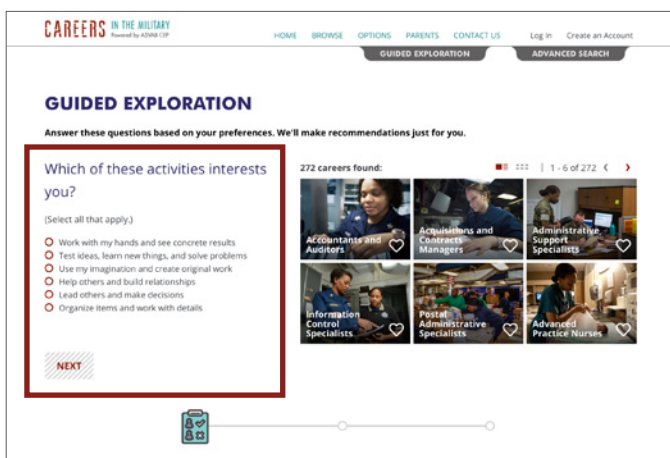 CAREERS IN THE MILITARY
Powered by ASVAB CEP
HOME BROWSE OPTIONS PARENTS CONTACT US Log In Create an Account
GUIDED EXPLORATION ADVANCED SEARCH
GUIDED EXPLORATION
Answer these questions based on your preferences. We'll make recommendations just for you.
Which of these activities interests
you?
(Select all that apply.)
Work with my hands and see concrete results
Test ideas, learn new things, and solve problems
Use my imagination and create original work
Help others and build relationships
Lead others and make decisions
Organize items and work with details
NEXT
272 careers found:
1 - 6 of 272
Accountants and
Auditors
Acquisitions and
Contracts
Managers
Administrative
Support
Specialists
Information
Control
Specialists
Postal
Administrative
Specialists
Advanced
Practice Nurses